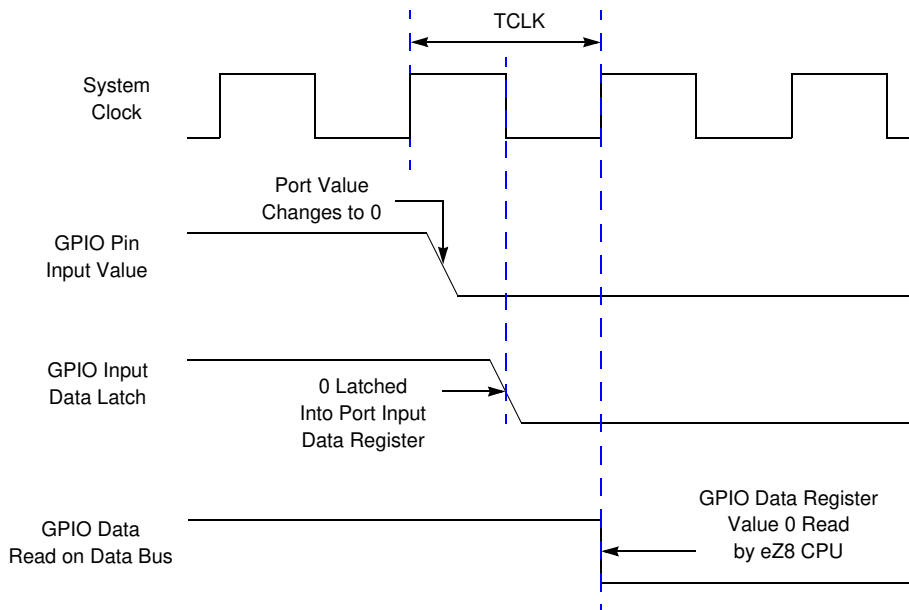 TCLK
System
Clock
Port Value
Changes to 0
GPIO Pin
Input Value
GPIO Input
Data Latch
0 Latched
Into Port Input
Data Register
GPIO Data Register
Value 0 Read
by eZ8 CPU
GPIO Data
Read on Data Bus